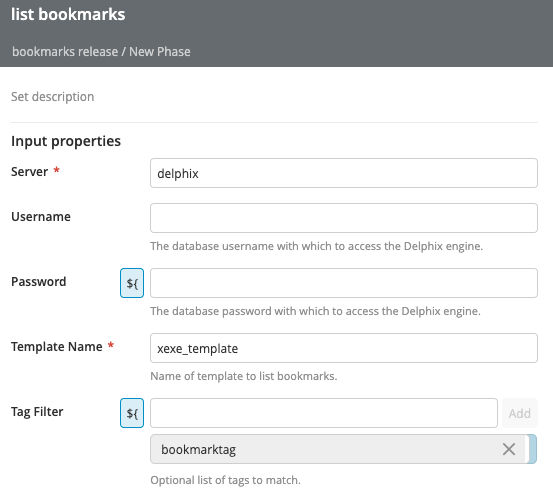 list bookmarks
bookmarks release / New Phase
Set description
Input properties
Server *
delphix
Username
The database username with which to access the Delphix engine.
Password
${
The database password with which to access the Delphix engine.
Template Name *
xexe_template
Name of template to list bookmarks.
Tag Filter
${
Add
bookmarktag
Optional list of tags to match.